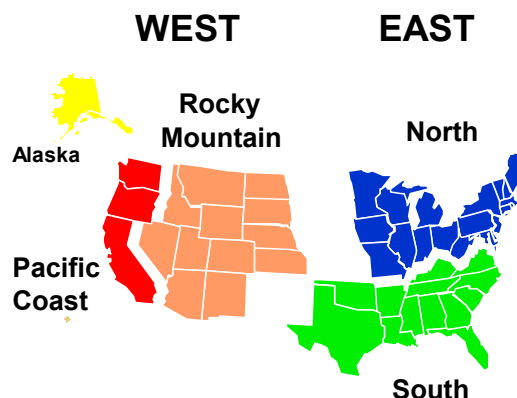 WEST
EAST
Rocky
Mountain
North
Alaska
Pacific
Coast
South